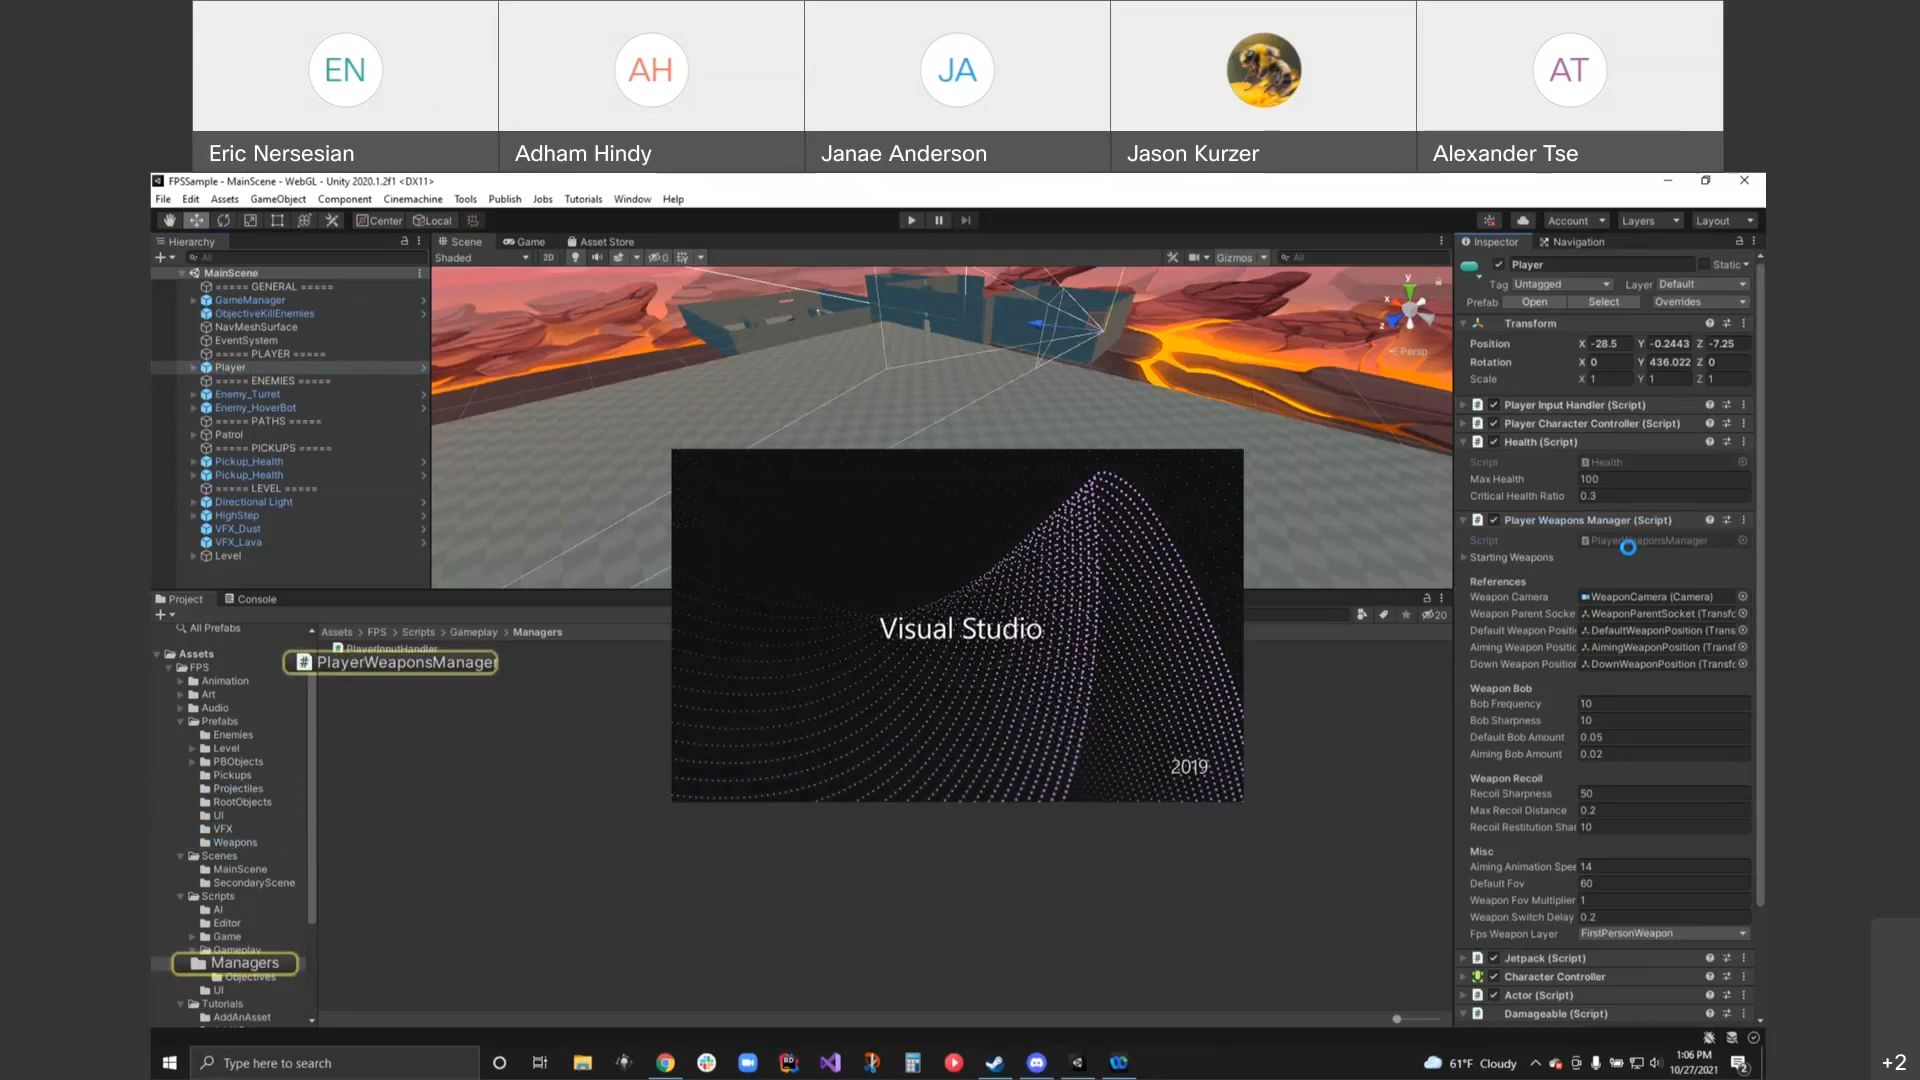 EN
AH
JA
AT
Eric Nersesian
Adham Hindy
Janae Anderson
Jason Kurzer
Alexander Tse
FPSSample - MainScene - WebGL - Unity 2020.1.2f1 <DX11>
File Edit Assets GameObject Component Cinemachine Tools Publish Jobs Tutorials Window Help
Center Local
Account Layers Layout
Hierarchy
All
MainScene
===== GENERAL =====
GameManager
ObjectiveKillEnemies
NavMeshSurface
EventSystem
===== PLAYER =====
Player
===== ENEMIES =====
Enemy_Turret
Enemy_HoverBot
===== PATHS =====
Patrol
===== PICKUPS =====
Pickup_Health
Pickup_Health
===== LEVEL =====
Directional Light
HighStep
VFX_Dust
VFX_Lava
Level
Scene Game Asset Store
Shaded 2D 0 Gizmos All
y
x
z
Persp
Visual Studio
2019
Project Console
20
All Prefabs
Assets
FPS
Animation
Art
Audio
Prefabs
Enemies
Level
PBObjects
Pickups
Projectiles
RootObjects
UI
VFX
Weapons
Scenes
MainScene
SecondaryScene
Scripts
AI
Editor
Game
Gameplay
Managers
Objectives
UI
Tutorials
AddAnAsset
Assets > FPS > Scripts > Gameplay > Managers
PlayerInputHandler
PlayerWeaponsManager
Inspector Navigation
Player Static
Tag Untagged Layer Default
Prefab Open Select Overrides
Transform
Position X -28.5 Y -0.2443 Z -7.25
Rotation X 0 Y 436.022 Z 0
Scale X 1 Y 1 Z 1
Player Input Handler (Script)
Player Character Controller (Script)
Health (Script)
Script Health
Max Health 100
Critical Health Ratio 0.3
Player Weapons Manager (Script)
Script PlayerWeaponsManager
Starting Weapons
References
Weapon Camera WeaponCamera (Camera)
Weapon Parent Socke WeaponParentSocket (Transfc
Default Weapon Positi DefaultWeaponPosition (Trans
Aiming Weapon Positic AimingWeaponPosition (Transf
Down Weapon Position DownWeaponPosition (Transfc
Weapon Bob
Bob Frequency 10
Bob Sharpness 10
Default Bob Amount 0.05
Aiming Bob Amount 0.02
Weapon Recoil
Recoil Sharpness 50
Max Recoil Distance 0.2
Recoil Restitution Shar 10
Misc
Aiming Animation Spee 14
Default Fov 60
Weapon Fov Multiplier 1
Weapon Switch Delay 0.2
Fps Weapon Layer FirstPersonWeapon
Jetpack (Script)
Character Controller
Actor (Script)
Damageable (Script)
Type here to search
61°F Cloudy
1:06 PM
10/27/2021
2
+2